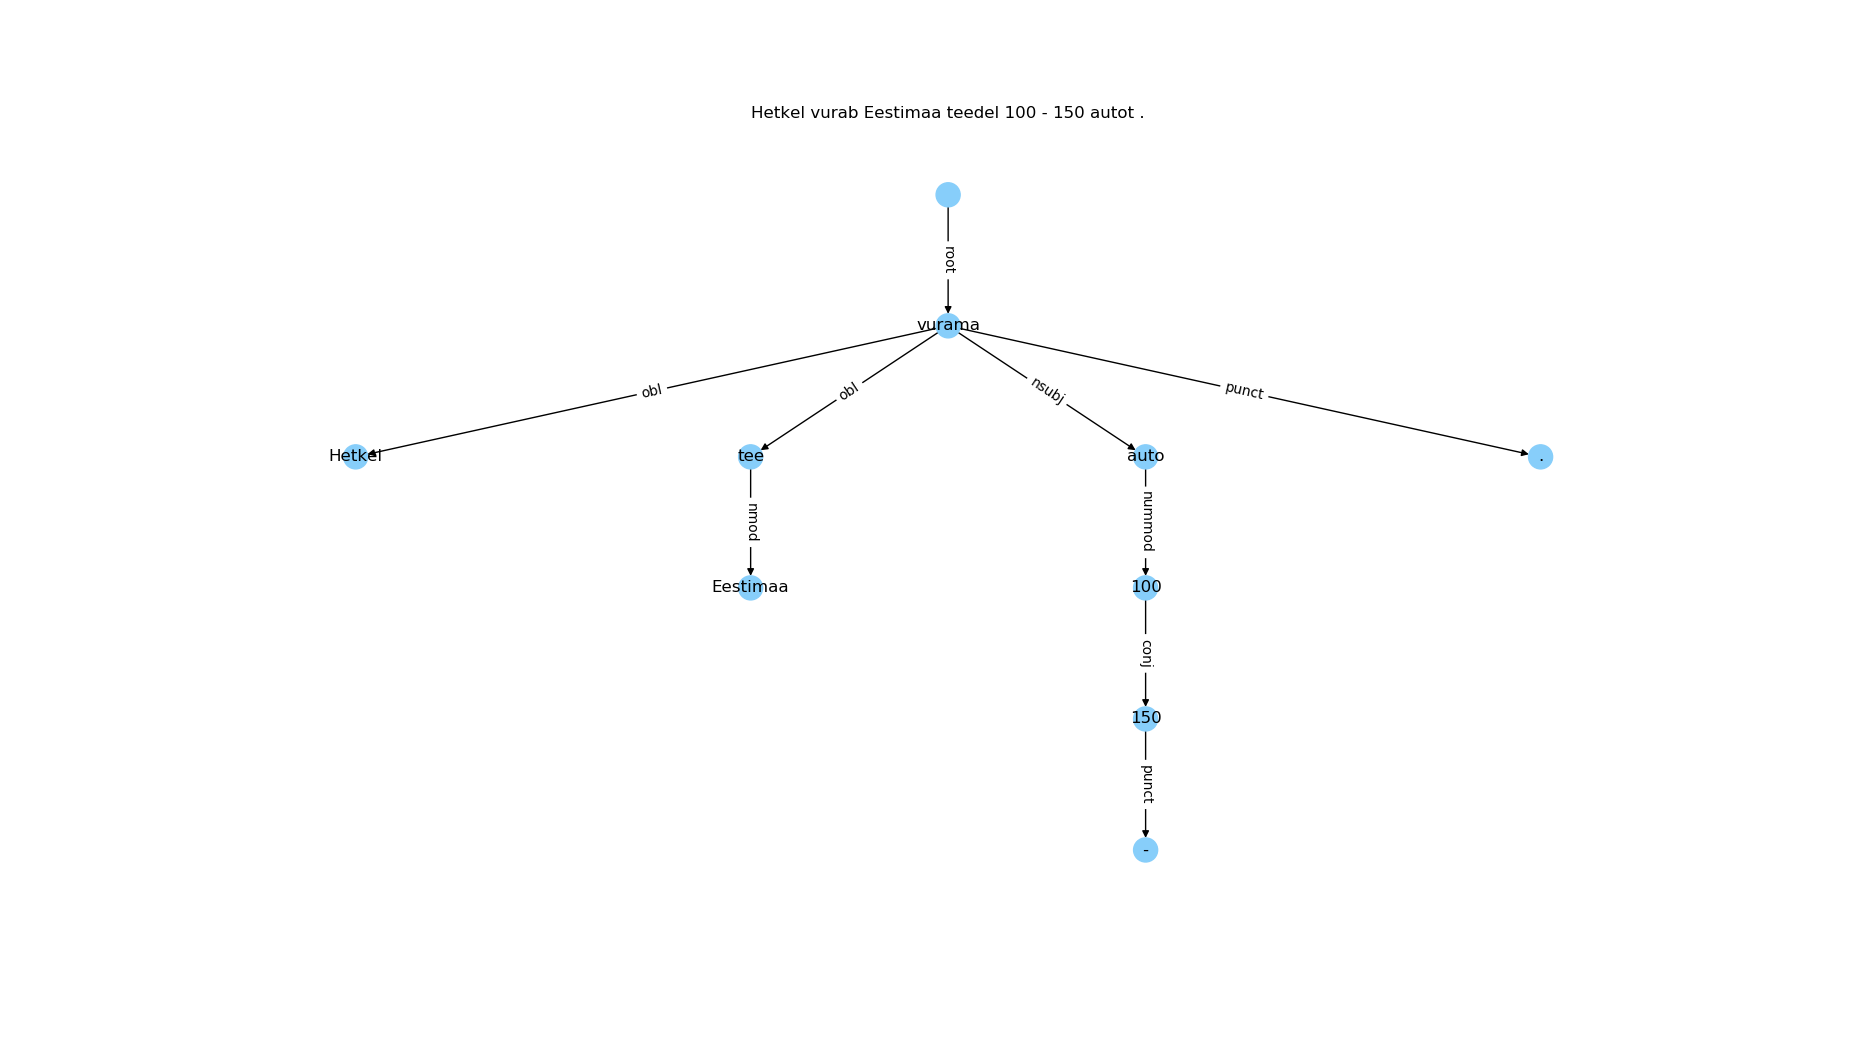 Hetkel vurab Eestimaa teedel 100 - 150 autot .
root
vurama
obl
obl
nsubj
punct
Hetkel
tee
auto
.
nmod
nummod
Eestimaa
100
conj
150
punct
-